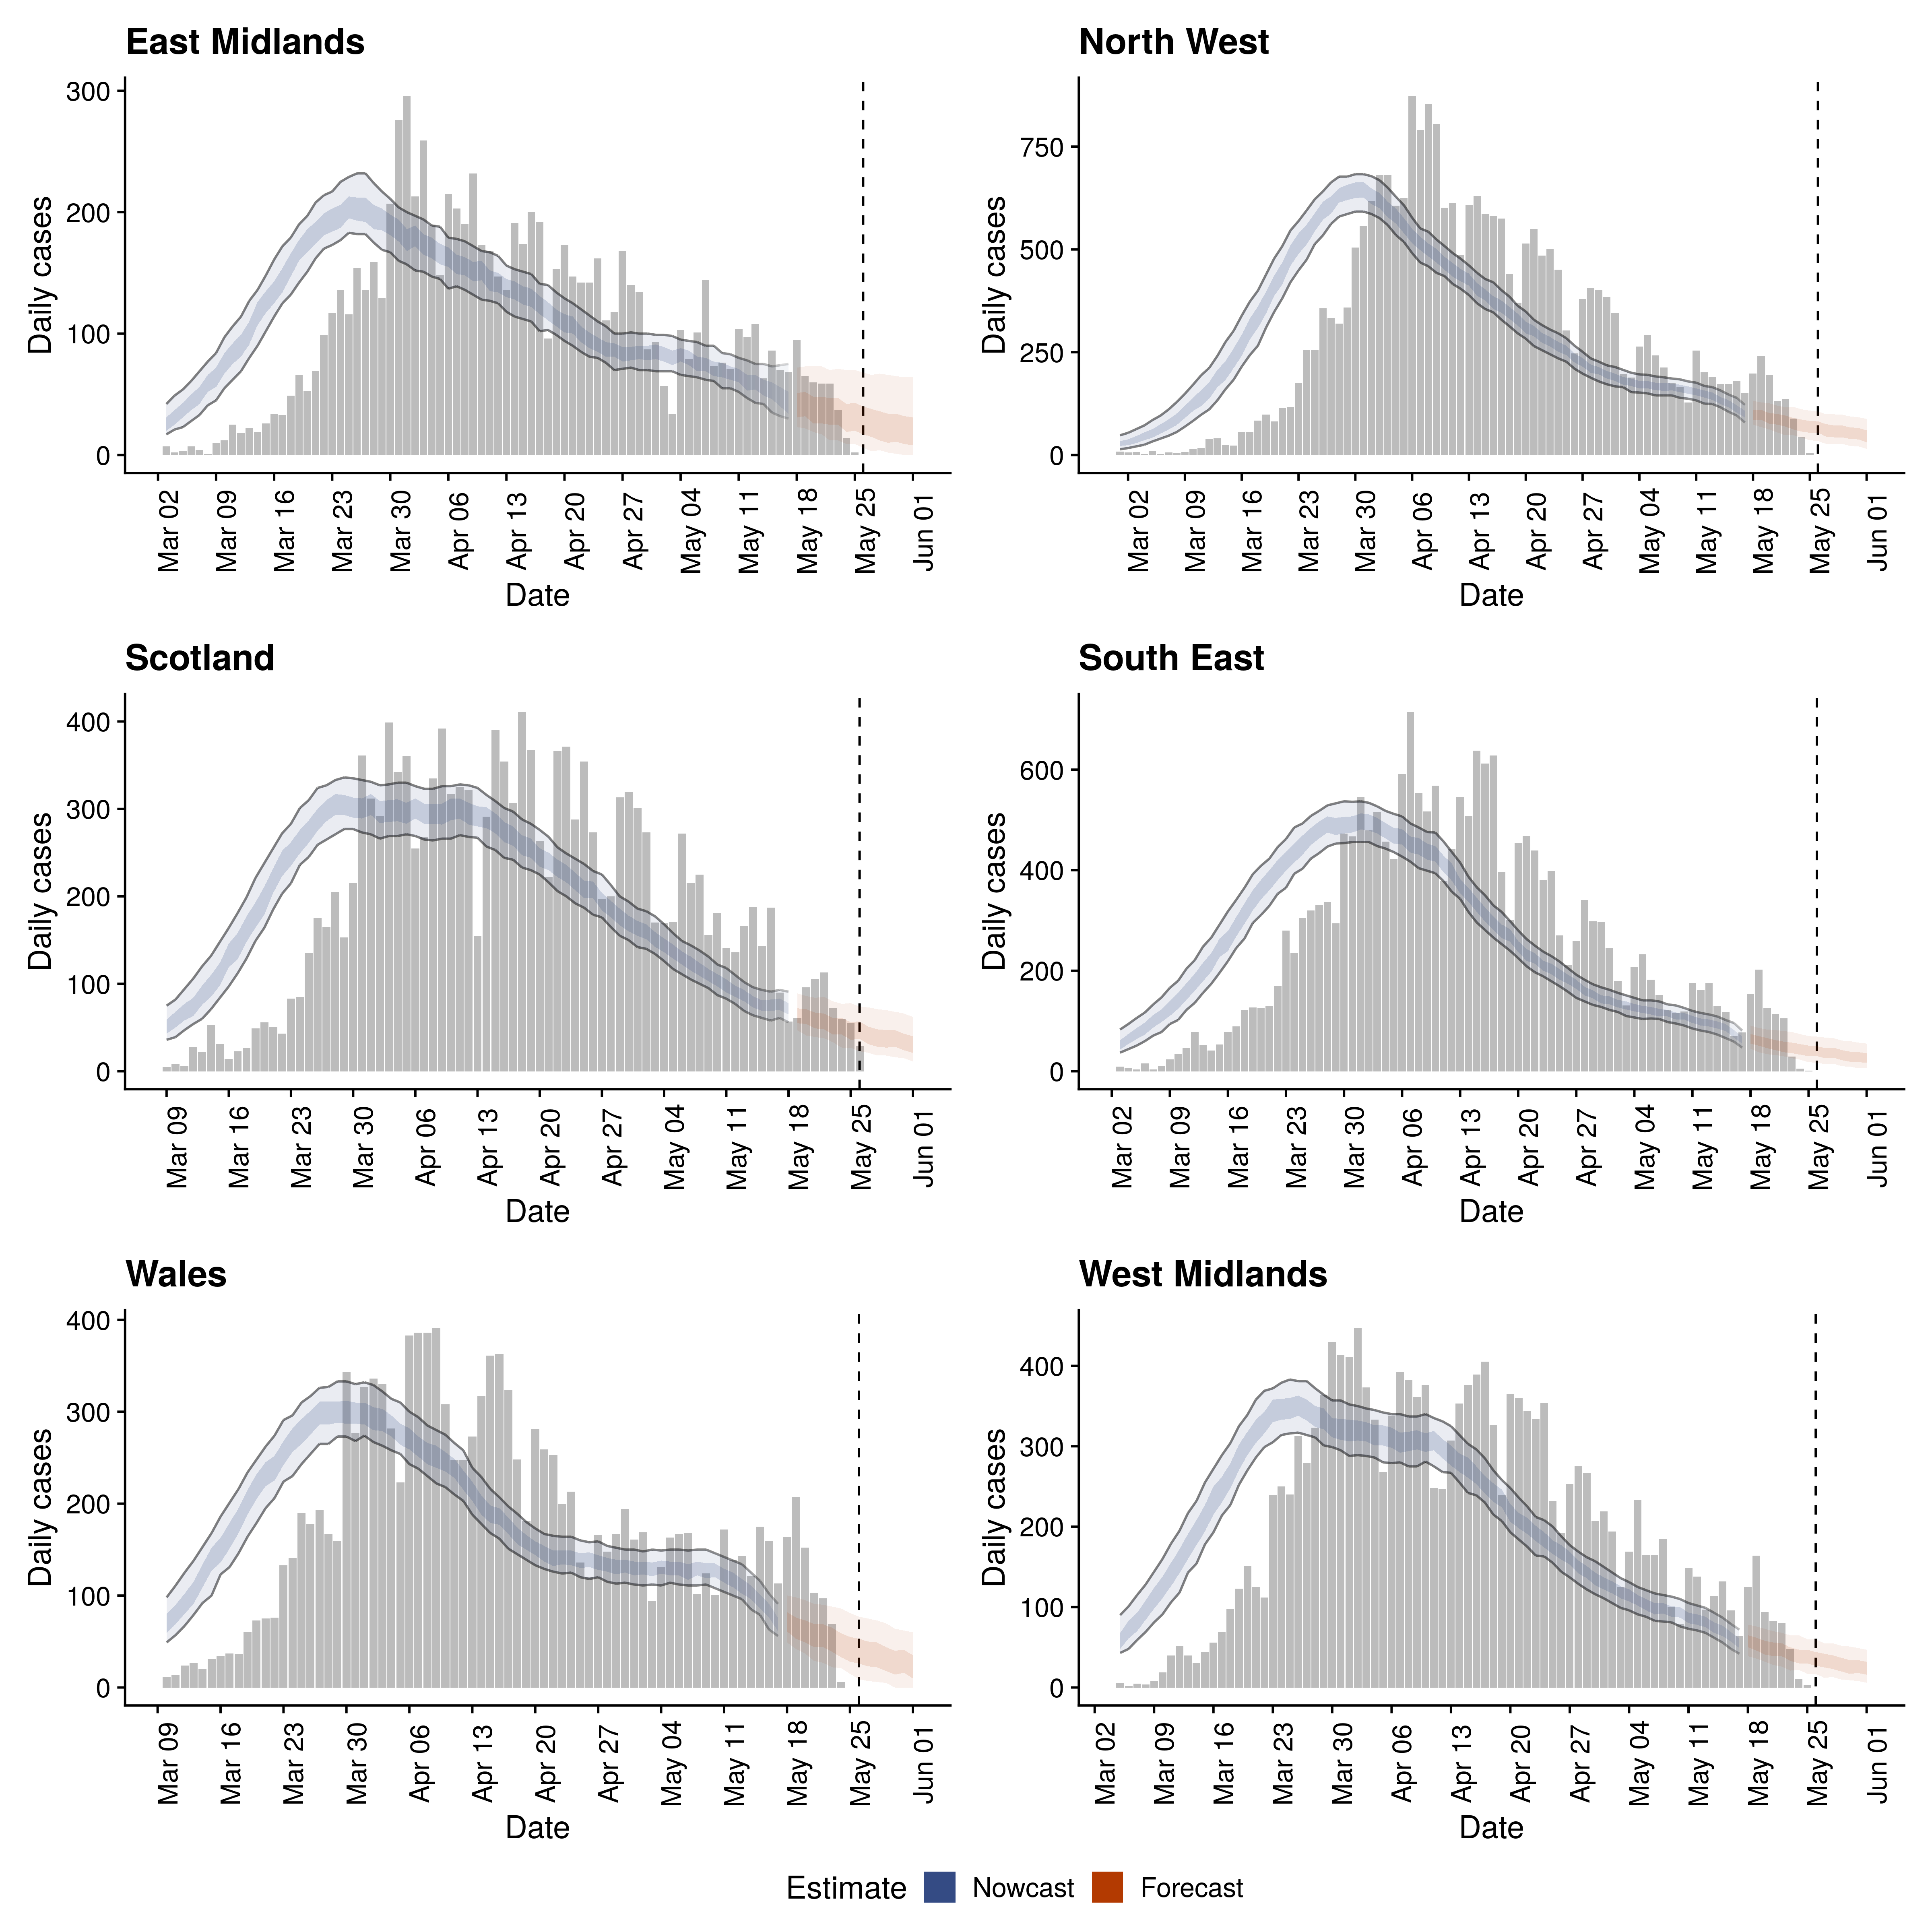 East Midlands
Daily cases
300
200
100
0
Mar 02
Mar 09
Mar 16
Mar 23
Mar 30
Apr 06
Apr 13
Apr 20
Apr 27
May 04
May 11
May 18
May 25
Jun 01
Date
North West
Daily cases
750
500
250
0
Mar 02
Mar 09
Mar 16
Mar 23
Mar 30
Apr 06
Apr 13
Apr 20
Apr 27
May 04
May 11
May 18
May 25
Jun 01
Date
Scotland
Daily cases
400
300
200
100
0
Mar 09
Mar 16
Mar 23
Mar 30
Apr 06
Apr 13
Apr 20
Apr 27
May 04
May 11
May 18
May 25
Jun 01
Date
South East
Daily cases
600
400
200
0
Mar 02
Mar 09
Mar 16
Mar 23
Mar 30
Apr 06
Apr 13
Apr 20
Apr 27
May 04
May 11
May 18
May 25
Jun 01
Date
Wales
Daily cases
400
300
200
100
0
Mar 09
Mar 16
Mar 23
Mar 30
Apr 06
Apr 13
Apr 20
Apr 27
May 04
May 11
May 18
May 25
Jun 01
Date
West Midlands
Daily cases
400
300
200
100
0
Mar 02
Mar 09
Mar 16
Mar 23
Mar 30
Apr 06
Apr 13
Apr 20
Apr 27
May 04
May 11
May 18
May 25
Jun 01
Date
Estimate Nowcast Forecast